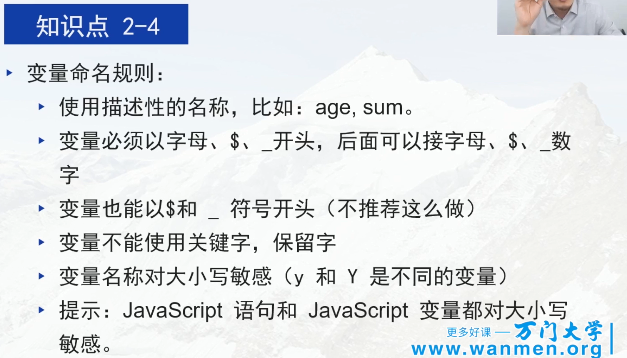 知识点 2-4
变量命名规则：
使用描述性的名称，比如：age, sum。
变量必须以字母、$、_开头，后面可以接字母、$、_数
字
变量也能以$和 _ 符号开头（不推荐这么做）
变量不能使用关键字，保留字
变量名称对大小写敏感（y 和 Y 是不同的变量）
提示：JavaScript 语句和 JavaScript 变量都对大小写
敏感。
更多好课 — 万门大学
www.wanmen.org